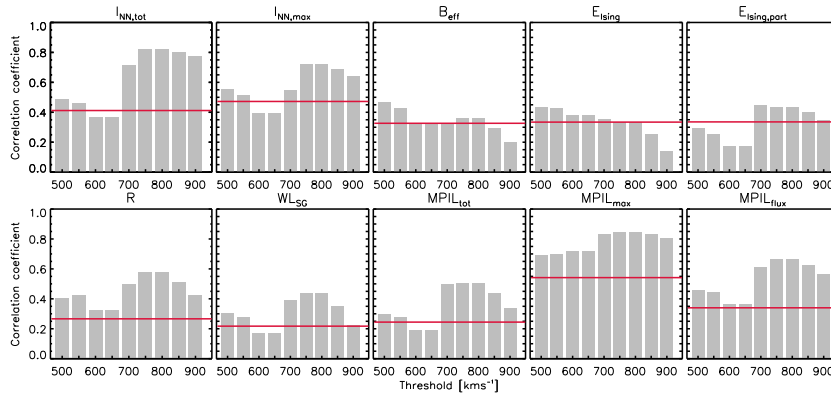 I_NN,tot I_NN,max B_eff E_Ising E_Ising,part
1.0
0.8
0.6
0.4
0.2
0.0
Correlation coefficient
500 600 700 800 900 500 600 700 800 900 500 600 700 800 900 500 600 700 800 900 500 600 700 800 900
R WL_SG MPIL_tot MPIL_max MPIL_flux
1.0
0.8
0.6
0.4
0.2
0.0
Correlation coefficient
500 600 700 800 900 500 600 700 800 900 500 600 700 800 900 500 600 700 800 900 500 600 700 800 900
Threshold [kms⁻¹]